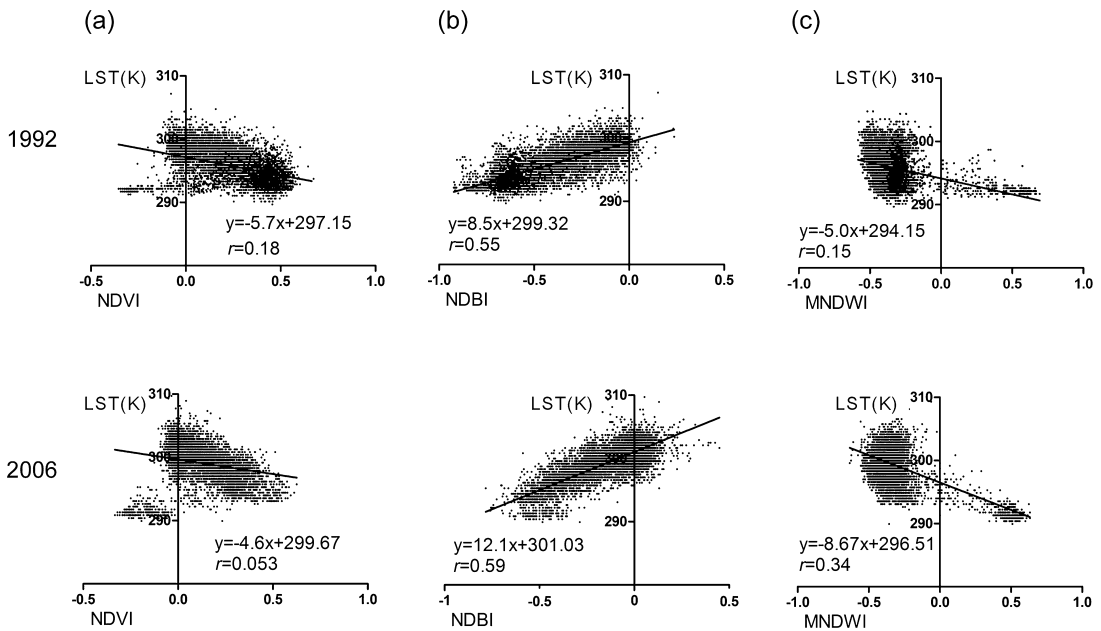 (a) (b) (c)
1992
LST(K) 310
300
290
y=-5.7x+297.15
r=0.18
-0.5 0.0 0.5 1.0
NDVI
LST(K) 310
300
290
y=8.5x+299.32
r=0.55
-1.0 -0.5 0.0 0.5
NDBI
LST(K) 310
300
290
y=-5.0x+294.15
r=0.15
-1.0 -0.5 0.0 0.5 1.0
MNDWI
2006
LST(K) 310
300
290
y=-4.6x+299.67
r=0.053
-0.5 0.0 0.5 1.0
NDVI
LST(K) 310
300
290
y=12.1x+301.03
r=0.59
-1 -0.5 0 0.5
NDBI
LST(K) 310
300
290
y=-8.67x+296.51
r=0.34
-1.0 -0.5 0.0 0.5 1.0
MNDWI